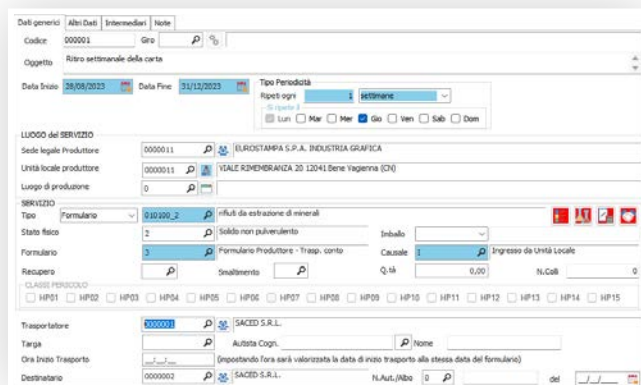 Dati generici Altri Dati Intermediari Note
Codice 000001 Giro
Oggetto Ritiro settimanale della carta
Data Inizio 28/08/2023 Data Fine 31/12/2023
Tipo Periodicità
Ripeti ogni 1 settimane
Si ripete il
Lun Mar Mer Gio Ven Sab Dom
LUOGO del SERVIZIO
Sede legale Produttore 0000011 EUROSTAMPA S.P.A. INDUSTRIA GRAFICA
Unità locale produttore 0000011 VIALE RIMEMBRANZA 20 12041 Bene Vagienna (CN)
Luogo di produzione 0
SERVIZIO
Tipo Formulario 010100_2 rifiuti da estrazione di minerali
Stato fisico 2 Solido non pulverulento Imballo
Formulario 3 Formulario Produttore - Trasp. conto Causale I Ingresso da Unità Locale
Recupero Smaltimento Q.tà 0,00 N.Colli 0
CLASSI PERICOLO
HP01 HP02 HP03 HP04 HP05 HP06 HP07 HP08 HP09 HP10 HP11 HP12 HP13 HP14 HP15
Trasportatore 0000001 SACED S.R.L.
Targa Autista Cogn. Nome
Ora Inizio Trasporto __:__:__ (impostando l'ora sarà valorizzata la data di inizio trasporto alla stessa data del formulario)
Destinatario 0000002 SACED S.R.L. N.Aut./Albo 0 del __/__/__